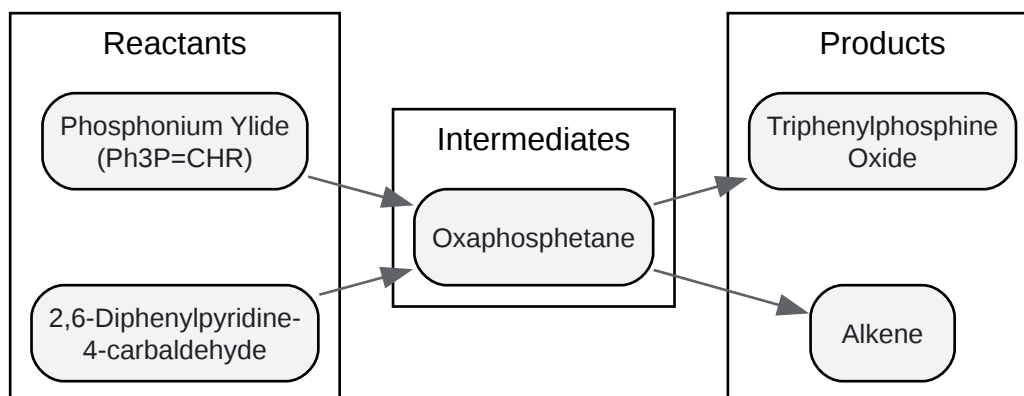 Reactants
Phosphonium Ylide
(Ph3P=CHR)
2,6-Diphenylpyridine-
4-carbaldehyde
Intermediates
Oxaphosphetane
Products
Triphenylphosphine
Oxide
Alkene